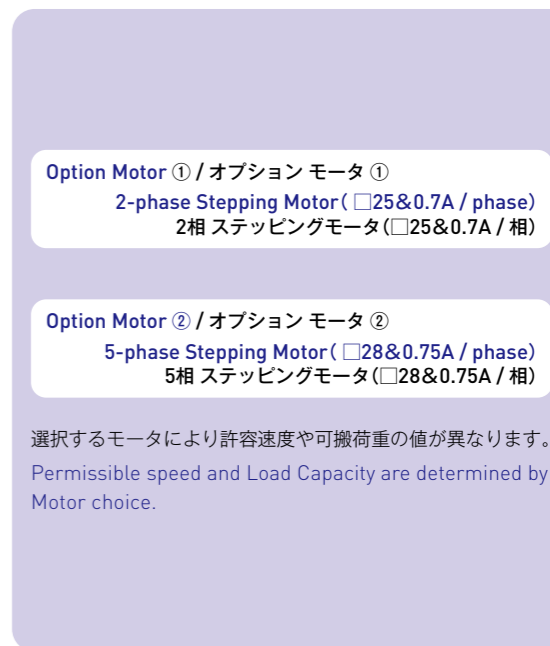 Option Motor ① / オプション モータ ①
2-phase Stepping Motor( □25&0.7A / phase)
2相 ステッピングモータ(□25&0.7A / 相)
Option Motor ② / オプション モータ ②
5-phase Stepping Motor( □28&0.75A / phase)
5相 ステッピングモータ(□28&0.75A / 相)
選択するモータにより許容速度や可搬荷重の値が異なります。
Permissible speed and Load Capacity are determined by
Motor choice.